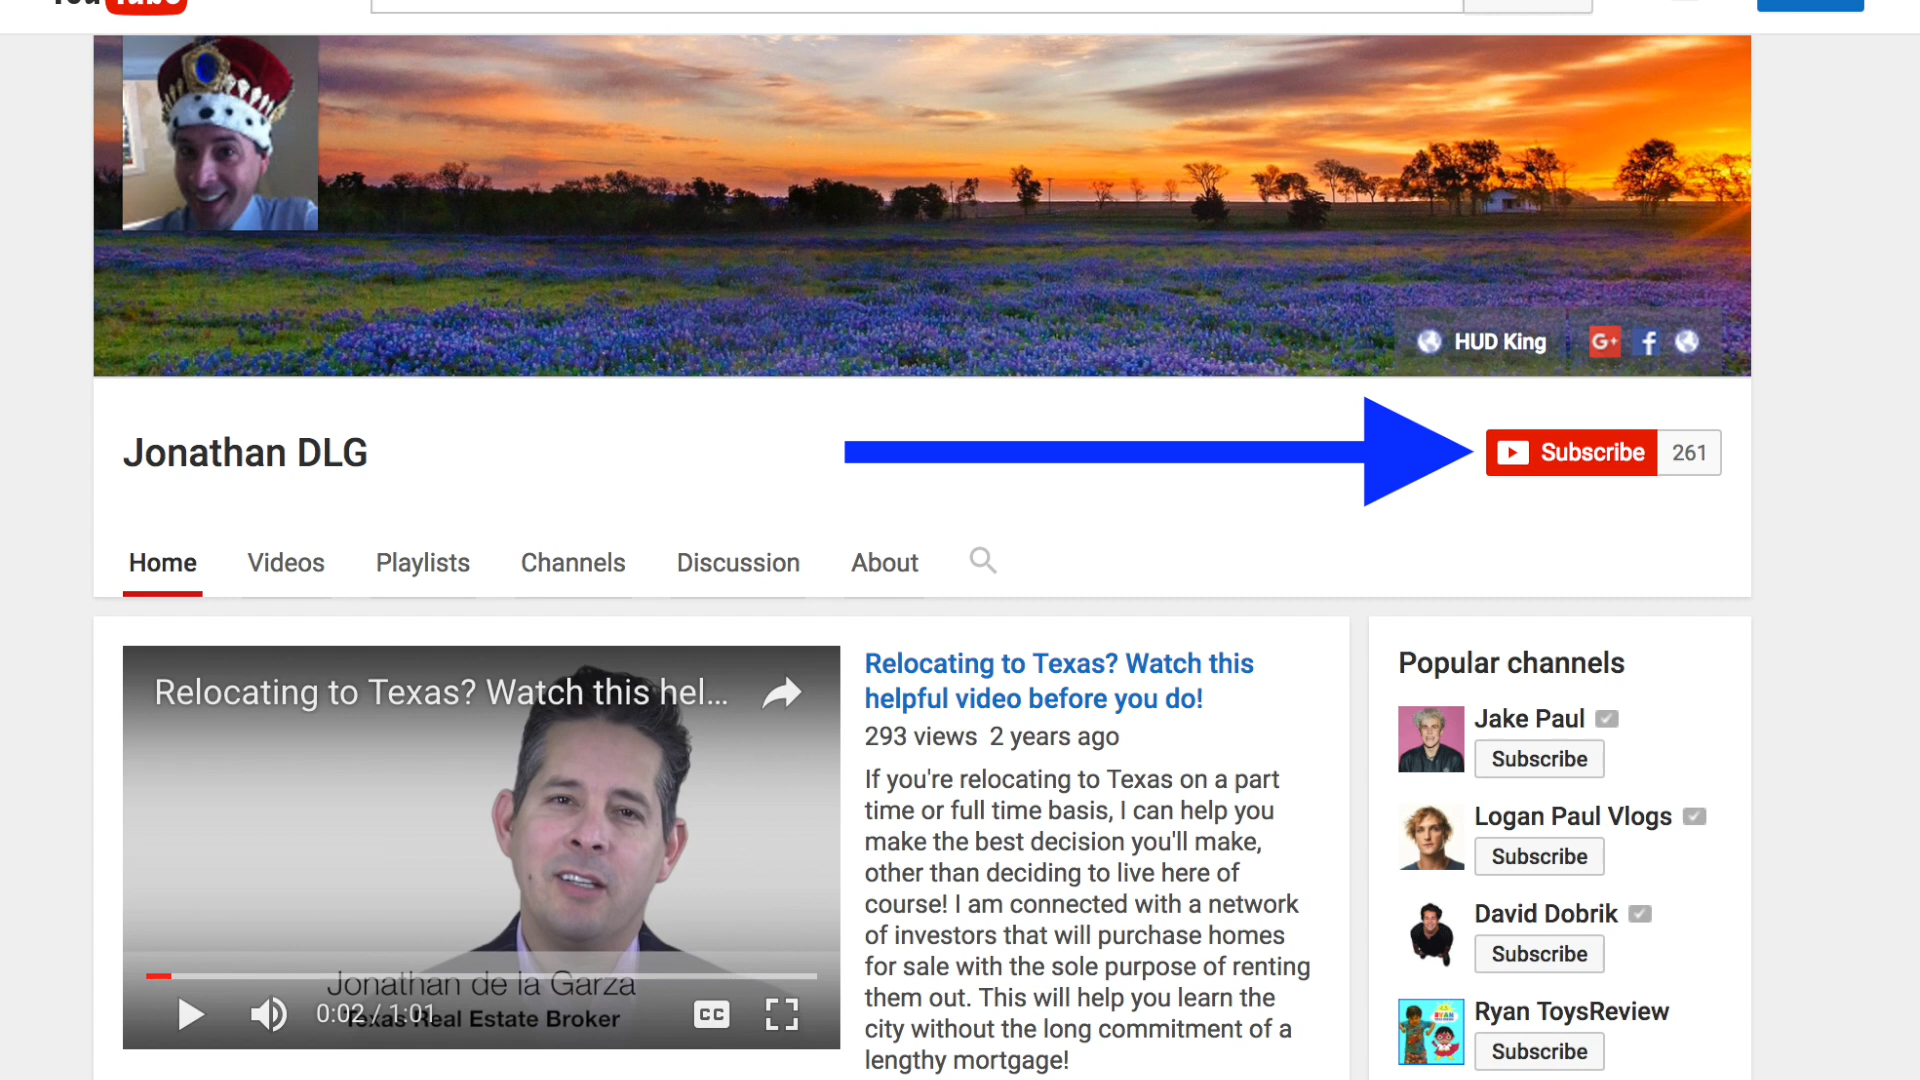 YouTube
HUD King
G+ f
Jonathan DLG
Subscribe 261
Home Videos Playlists Channels Discussion About
Relocating to Texas? Watch this hel...
Jonathan de la Garza
0:02 / 1:01
Texas Real Estate Broker
CC
Relocating to Texas? Watch this
helpful video before you do!
293 views 2 years ago
If you're relocating to Texas on a part
time or full time basis, I can help you
make the best decision you'll make,
other than deciding to live here of
course! I am connected with a network
of investors that will purchase homes
for sale with the sole purpose of renting
them out. This will help you learn the
city without the long commitment of a
lengthy mortgage!
Popular channels
Jake Paul
Subscribe
Logan Paul Vlogs
Subscribe
David Dobrik
Subscribe
Ryan ToysReview
Subscribe